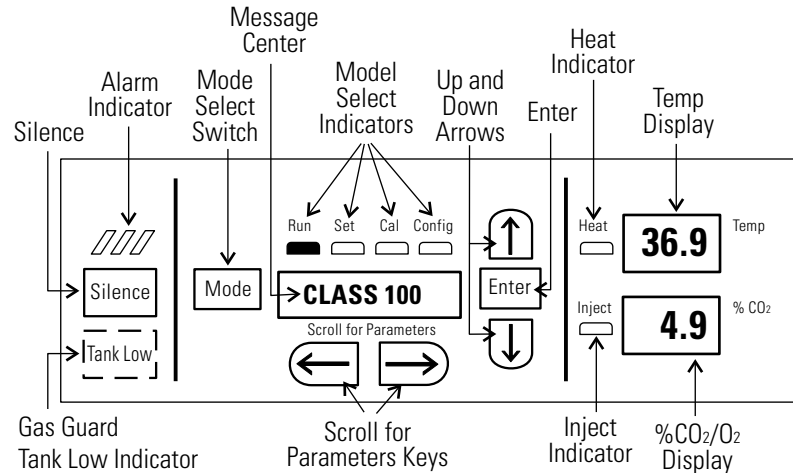 Message
Center
Alarm
Indicator
Mode
Select
Switch
Model
Select
Indicators
Up and
Down
Arrows
Enter
Heat
Indicator
Temp
Display
Silence
Run Set Cal Config
Heat
36.9
Temp
Silence
Mode
CLASS 100
Enter
Inject
4.9
% CO₂
Tank Low
Scroll for Parameters
Gas Guard
Tank Low Indicator
Scroll for
Parameters Keys
Inject
Indicator
%CO₂/O₂
Display